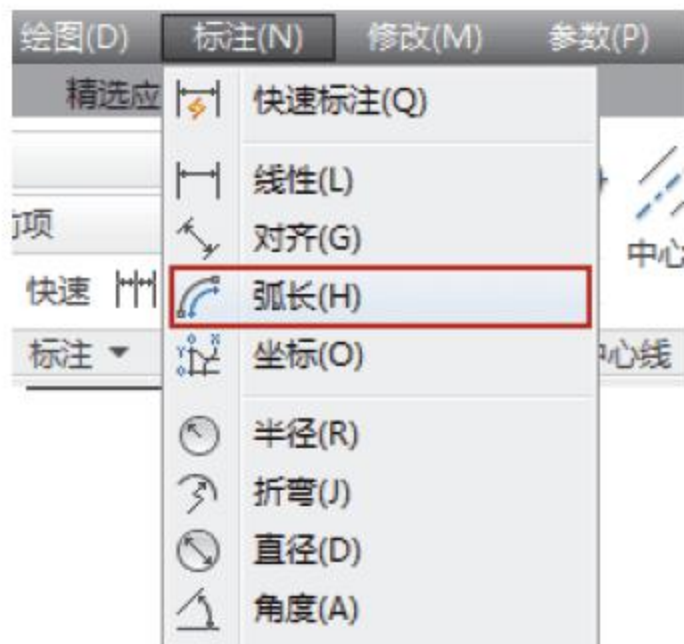 绘图(D) 标注(N) 修改(M) 参数(P)
精选应
快速标注(Q)
线性(L)
项
对齐(G)
中心
快速
弧长(H)
标注
坐标(O)
中心线
半径(R)
折弯(J)
直径(D)
角度(A)